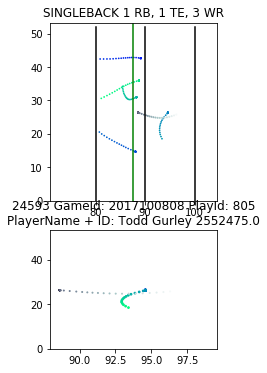 SINGLEBACK 1 RB, 1 TE, 3 WR
50
40
30
20
10
0
80 90 100
24593 GameId: 2017100808 PlayId: 805
PlayerName + ID: Todd Gurley 2552475.0
40
20
0
90.0 92.5 95.0 97.5